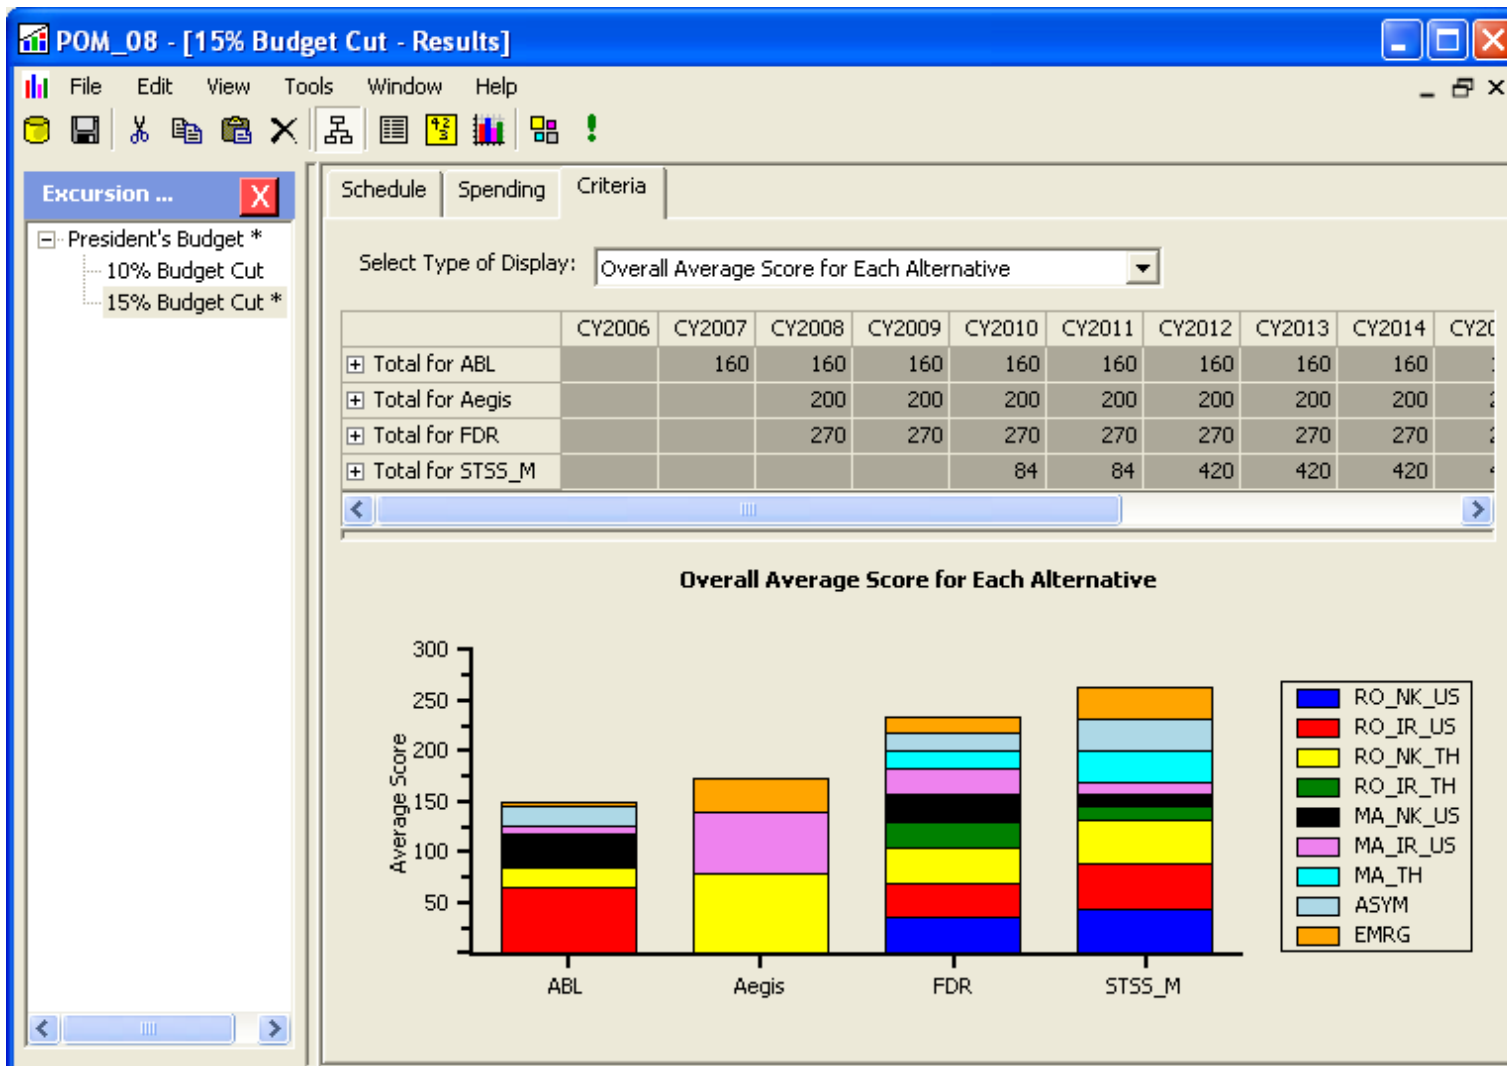 POM_08 - [15% Budget Cut - Results]
File Edit View Tools Window Help
Excursion ...
President's Budget *
10% Budget Cut
15% Budget Cut *
Schedule Spending Criteria
Select Type of Display: Overall Average Score for Each Alternative
CY2006 CY2007 CY2008 CY2009 CY2010 CY2011 CY2012 CY2013 CY2014
Total for ABL 160 160 160 160 160 160 160 160
Total for Aegis 200 200 200 200 200 200 200
Total for FDR 270 270 270 270 270 270 270
Total for STSS_M 84 84 420 420 420
Overall Average Score for Each Alternative
Average Score
300
250
200
150
100
50
ABL Aegis FDR STSS_M
RO_NK_US
RO_IR_US
RO_NK_TH
RO_IR_TH
MA_NK_US
MA_IR_US
MA_TH
ASYM
EMRG